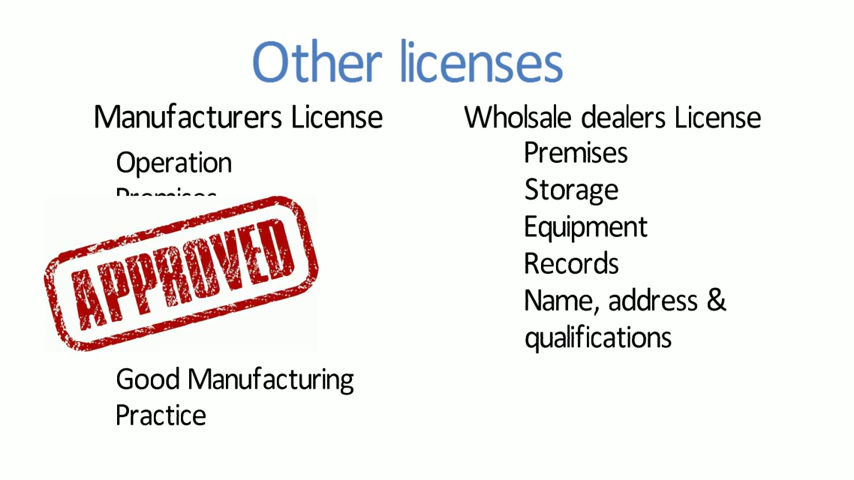 Other licenses
Manufacturers License
Operation
Premises
APPROVED
Good Manufacturing
Practice
Wholsale dealers License
Premises
Storage
Equipment
Records
Name, address &
qualifications